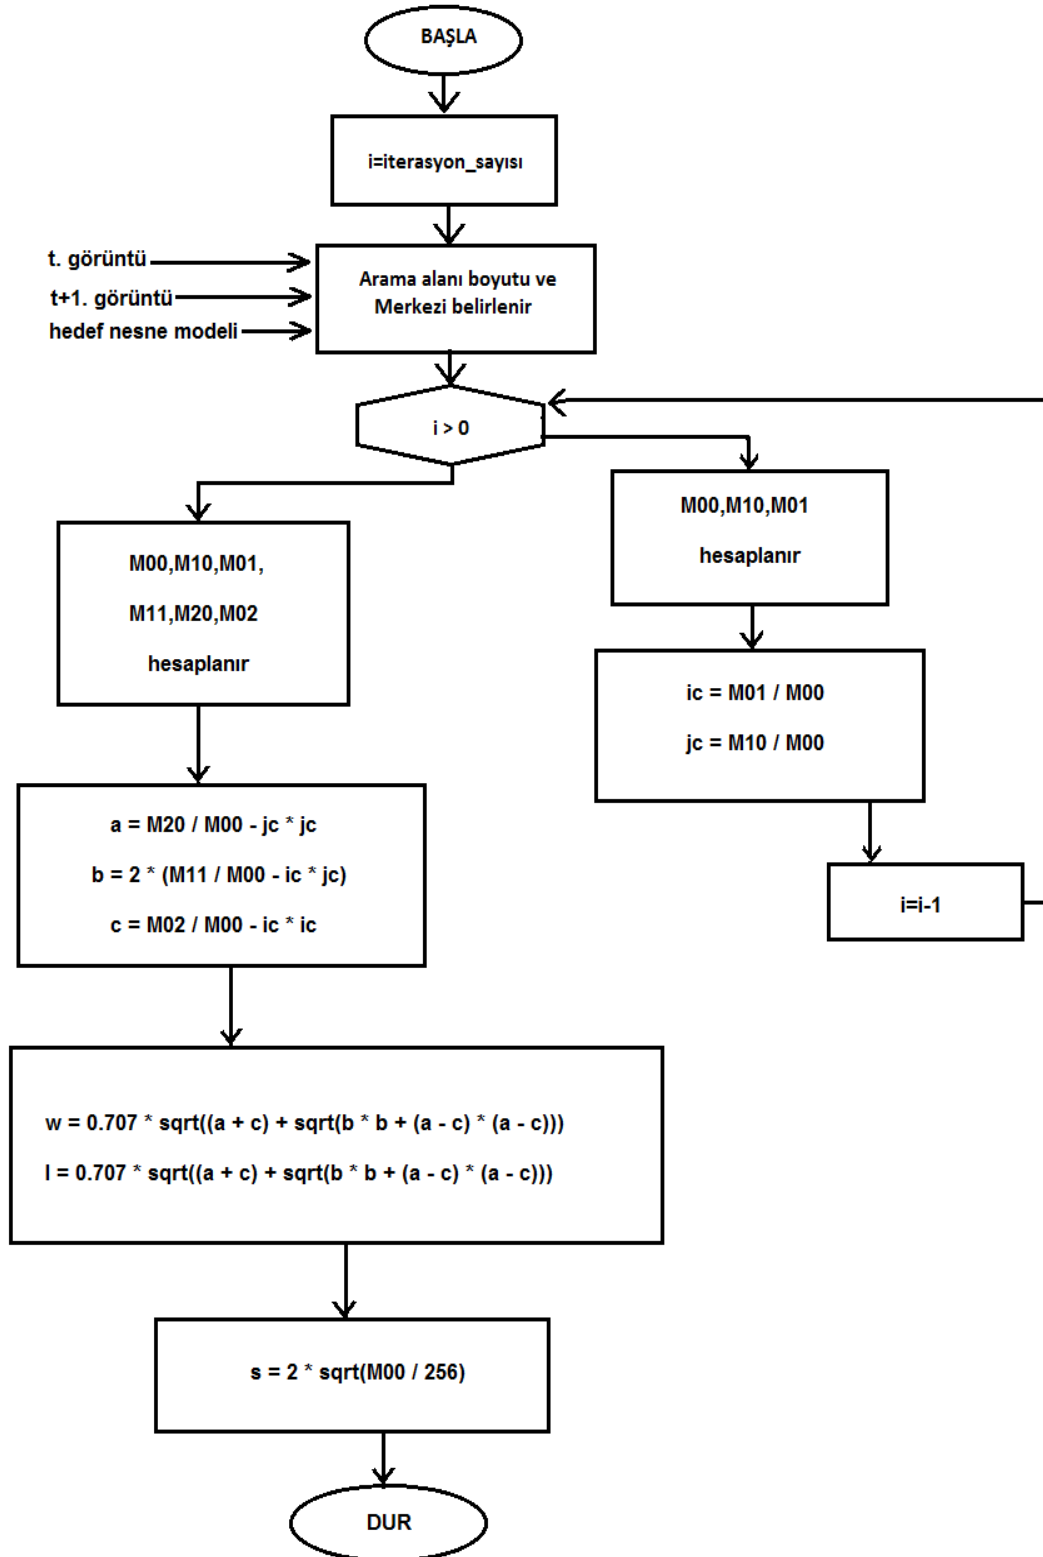 BAŞLA
i=iterasyon_sayısı
t. görüntü
t+1. görüntü
hedef nesne modeli
Arama alanı boyutu ve
Merkezi belirlenir
i > 0
M00,M10,M01
hesaplanır
ic = M01 / M00
jc = M10 / M00
i=i-1
M00,M10,M01,
M11,M20,M02
hesaplanır
a = M20 / M00 - jc * jc
b = 2 * (M11 / M00 - ic * jc)
c = M02 / M00 - ic * ic
w = 0.707 * sqrt((a + c) + sqrt(b * b + (a - c) * (a - c)))
l = 0.707 * sqrt((a + c) + sqrt(b * b + (a - c) * (a - c)))
s = 2 * sqrt(M00 / 256)
DUR